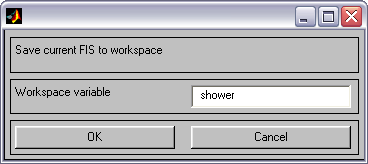 Save current FIS to workspace
Workspace variable shower
OK Cancel